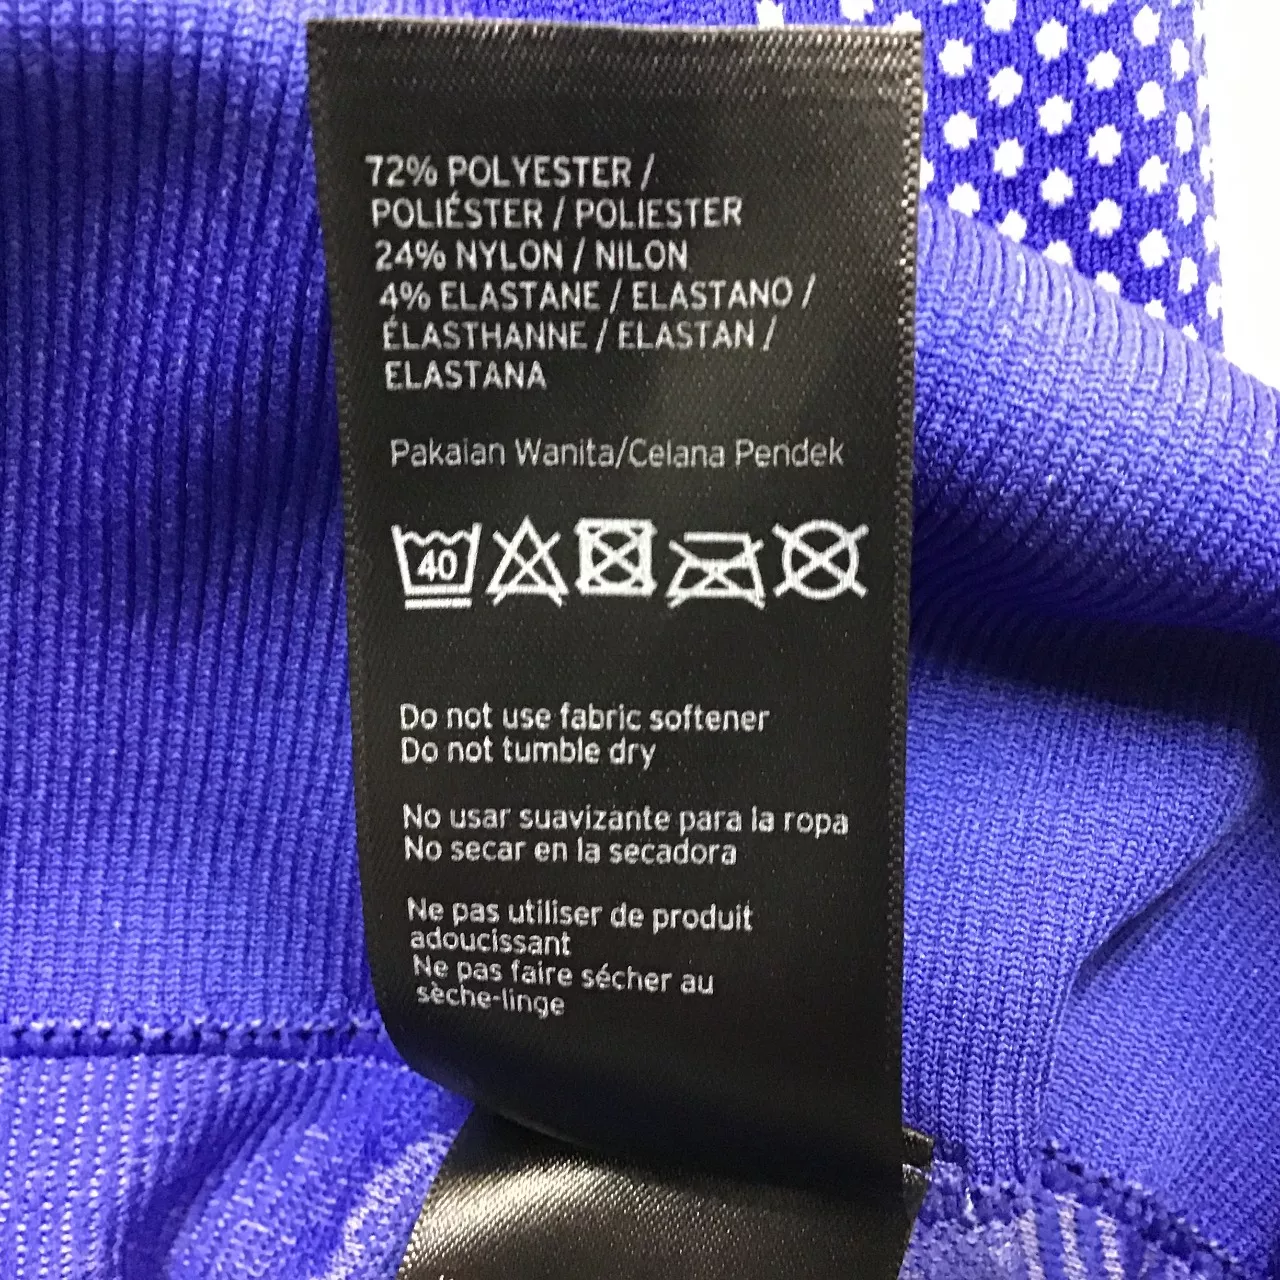 72% POLYESTER /
POLIÉSTER / POLIESTER
24% NYLON / NILON
4% ELASTANE / ELASTANO /
ÉLASTHANNE / ELASTAN /
ELASTANA
Pakaian Wanita/Celana Pendek
40
Do not use fabric softener
Do not tumble dry
No usar suavizante para la ropa
No secar en la secadora
Ne pas utiliser de produit
adoucissant
Ne pas faire sécher au
sèche-linge